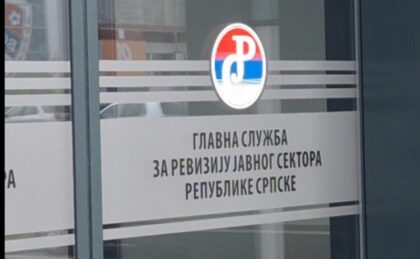 ГЛАВНА СЛУЖБА
ЗА РЕВИЗИЈУ ЈАВНОГ СЕКТОРА
РЕПУБЛИКЕ СРПСКЕ